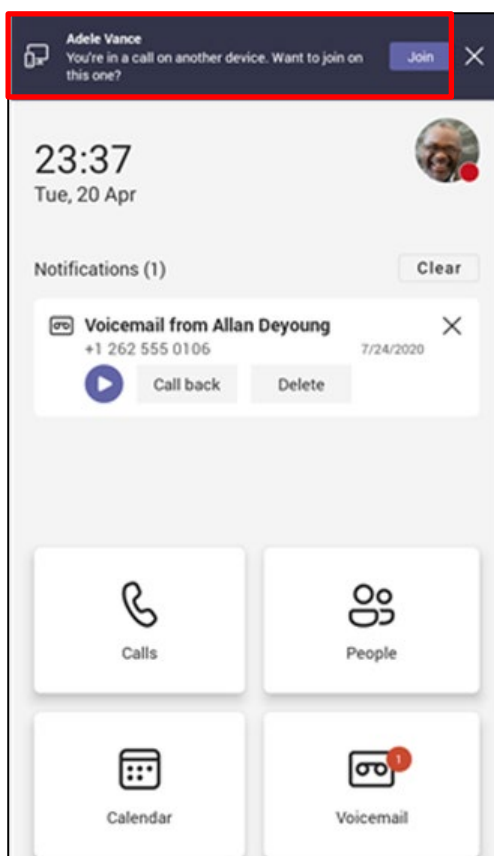 Adele Vance
You're in a call on another device. Want to join on
this one?
Join
23:37
Tue, 20 Apr
Notifications (1)
Clear
Voicemail from Allan Deyoung
+1 262 555 0106
7/24/2020
Call back
Delete
Calls
People
Calendar
1
Voicemail